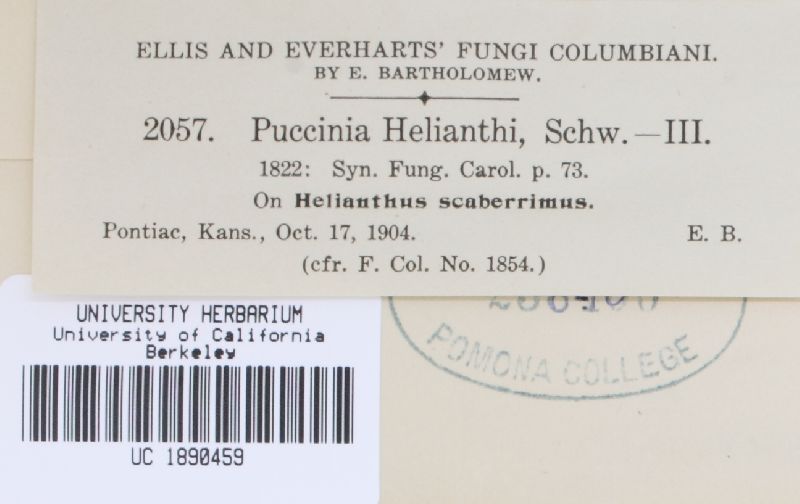 ELLIS AND EVERHARTS' FUNGI COLUMBIANI.
BY E. BARTHOLOMEW.
2057. Puccinia Helianthi, Schw.—III.
1822: Syn. Fung. Carol. p. 73.
On Helianthus scaberrimus.
Pontiac, Kans., Oct. 17, 1904. E. B.
(cfr. F. Col. No. 1854.)
POMONA COLLEGE
UNIVERSITY HERBARIUM
University of California
Berkeley
UC 1890459